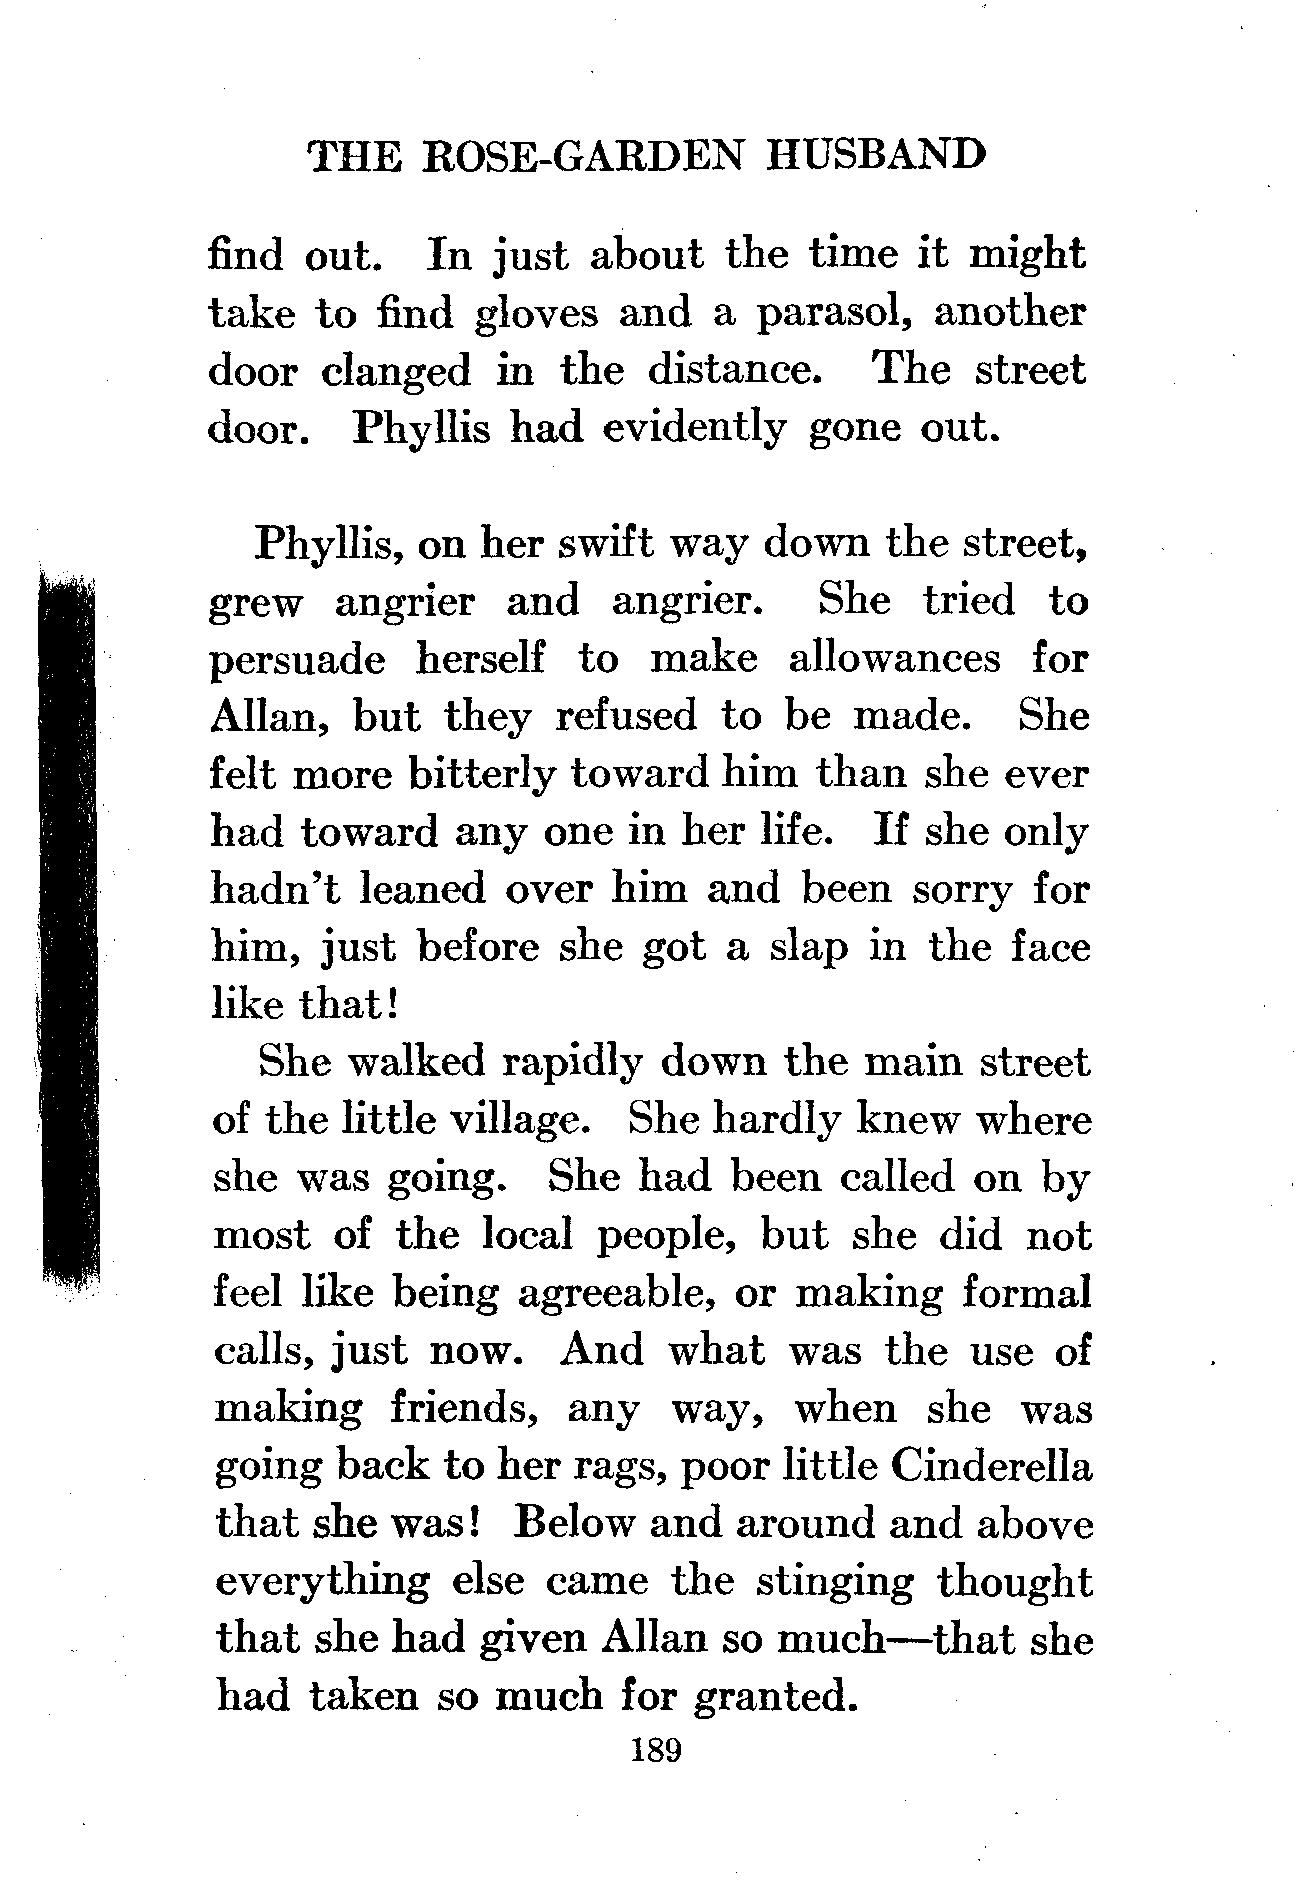 THE ROSE-GARDEN HUSBAND
find out. In just about the time it might
take to find gloves and a parasol, another
door clanged in the distance. The street
door. Phyllis had evidently gone out.
Phyllis, on her swift way down the street,
grew angrier and angrier. She tried to
persuade herself to make allowances for
Allan, but they refused to be made. She
felt more bitterly toward him than she ever
had toward any one in her life. If she only
hadn't leaned over him and been sorry for
him, just before she got a slap in the face
like that!
She walked rapidly down the main street
of the little village. She hardly knew where
she was going. She had been called on by
most of the local people, but she did not
feel like being agreeable, or making formal
calls, just now. And what was the use of
making friends, any way, when she was
going back to her rags, poor little Cinderella
that she was! Below and around and above
everything else came the stinging thought
that she had given Allan so much—that she
had taken so much for granted.
189